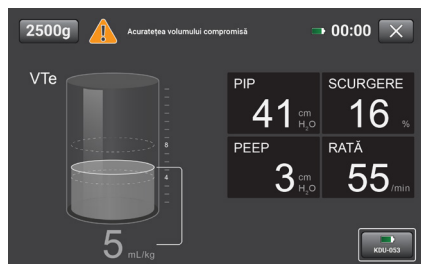 2500g
Acuratețea volumului compromisă
00:00
VTe
8
4
5 mL/kg
PIP
41 cm H₂O
SCURGERE
16 %
PEEP
3 cm H₂O
RATĂ
55 /min
KDU-053